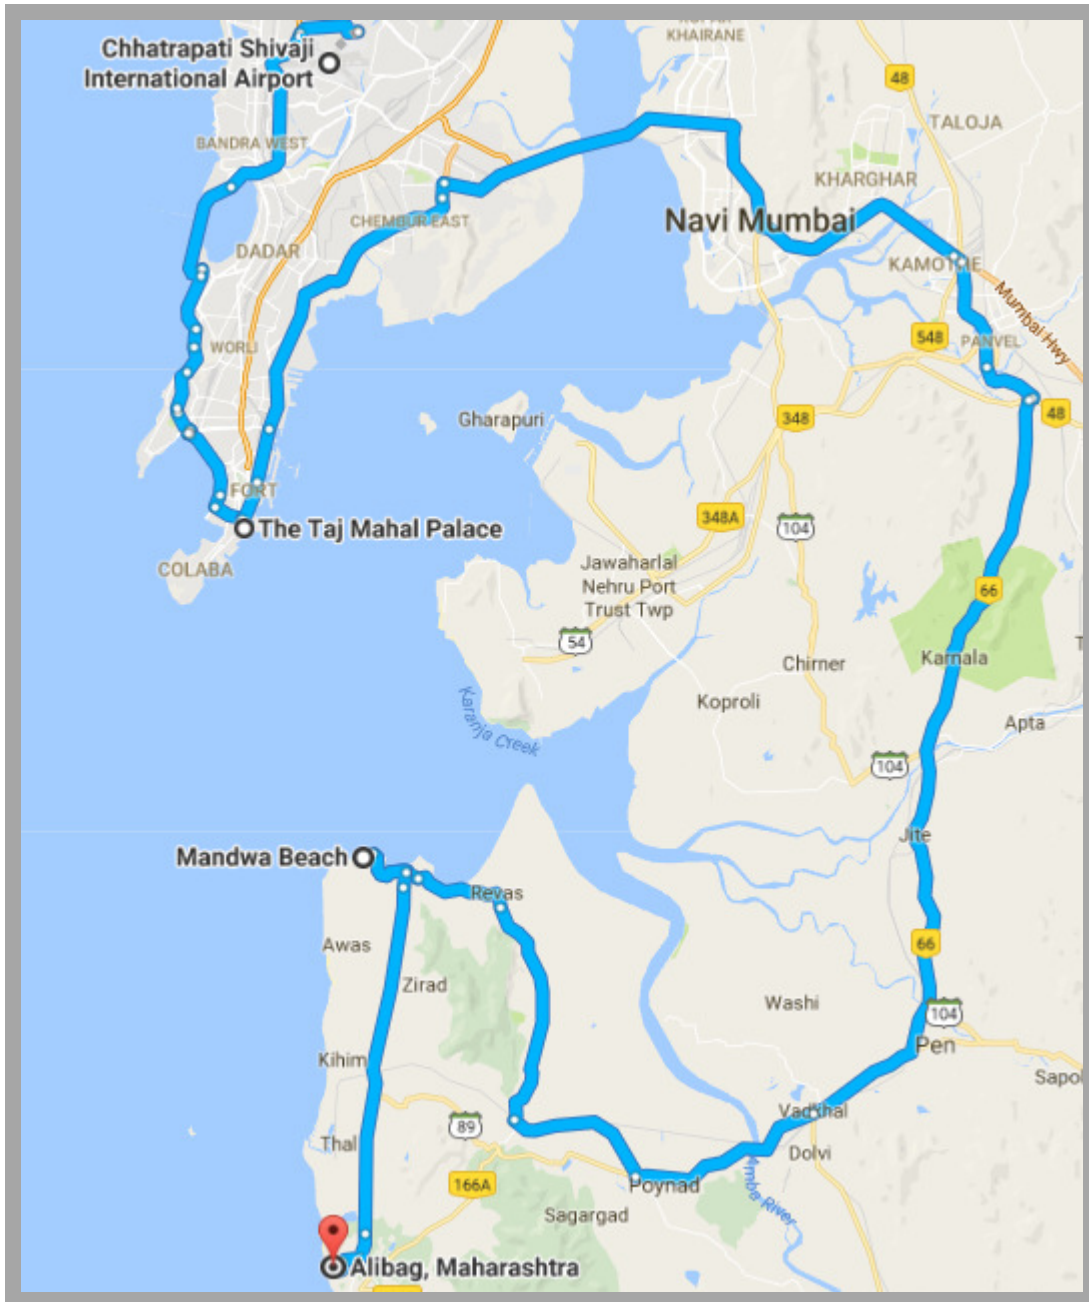 KHAIRANE
Chhatrapati Shivaji
International Airport
48
TALOJA
BANDRA WEST
KHARGHAR
CHEMBUR EAST
Navi Mumbai
DADAR
KAMOTHE
Mumbai Hwy
548
PANVEL
WORLI
48
348
Gharapuri
FORT
348A
104
The Taj Mahal Palace
COLABA
Jawaharlal
Nehru Port
Trust Twp
66
54
Karnala
Chirner
Koproli
Karanja Creek
Apta
104
Jite
Mandwa Beach
Revas
Awas
66
Zirad
Washi
104
Pen
Kihim
Sapo
Vadkhal
89
Thal
Dolvi
166A
Poynad
Amba River
Sagargad
Alibag, Maharashtra